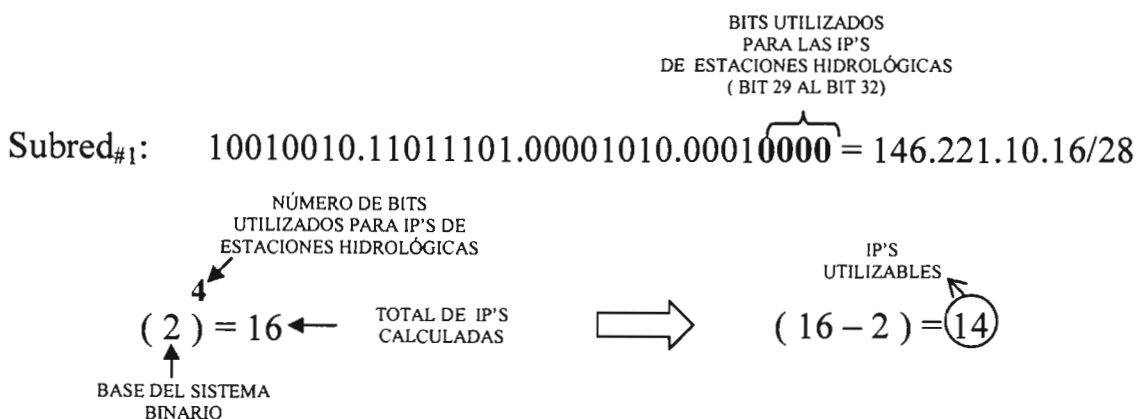 BITS UTILIZADOS
PARA LAS IP'S
DE ESTACIONES HIDROLÓGICAS
( BIT 29 AL BIT 32)
Subred#1: 10010010.11011101.00001010.00010000 = 146.221.10.16/28
NÚMERO DE BITS
UTILIZADOS PARA IP'S DE
ESTACIONES HIDROLÓGICAS
4
( 2 ) = 16
TOTAL DE IP'S
CALCULADAS
IP'S
UTILIZABLES
( 16 – 2 ) = 14
BASE DEL SISTEMA
BINARIO